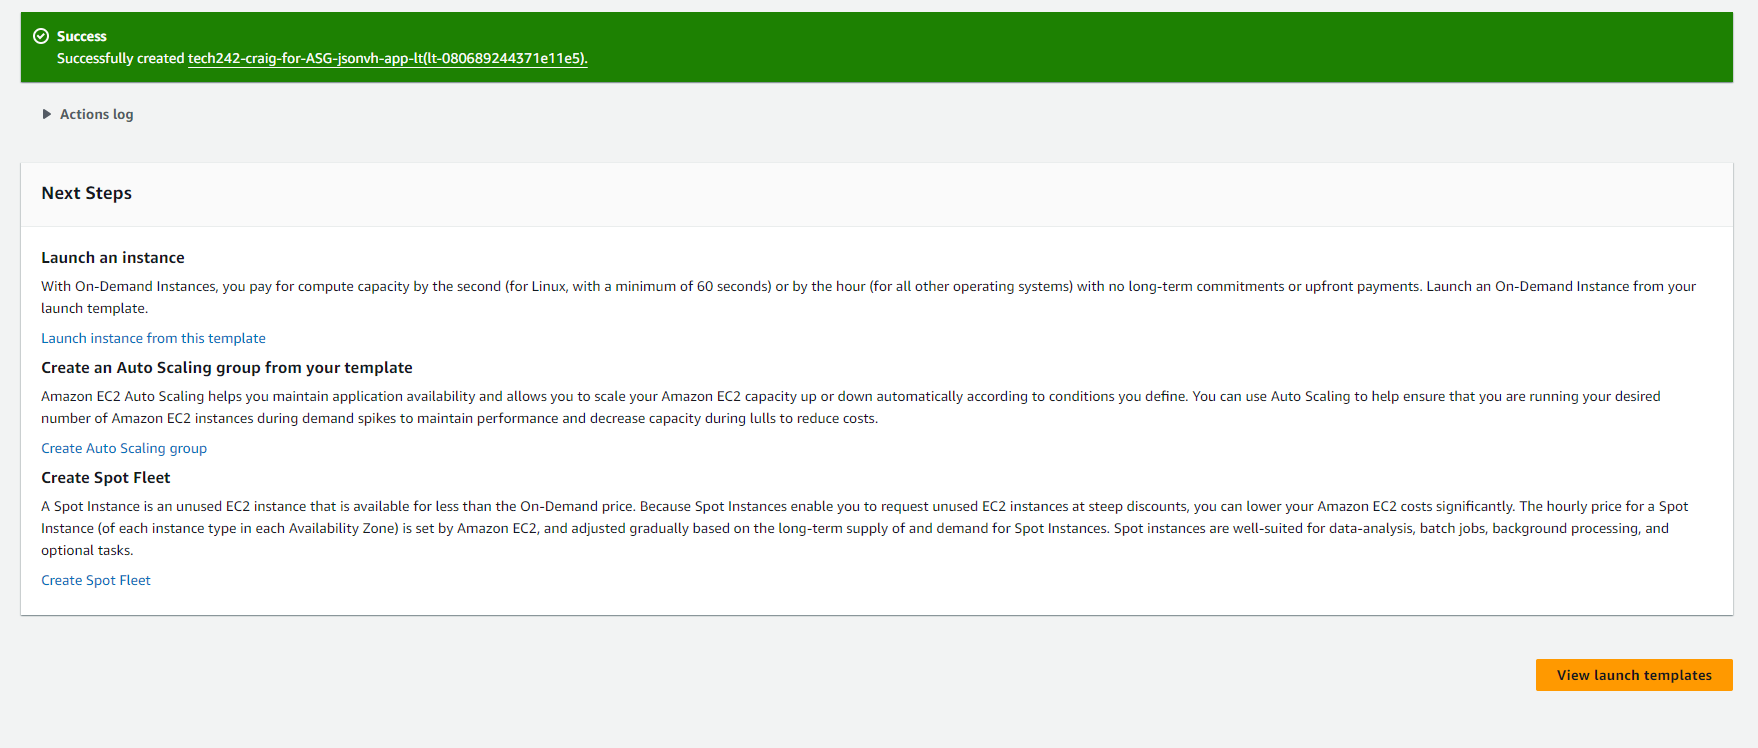 Success
Successfully created tech242-craig-for-ASG-jsonvh-app-lt(lt-080689244371e11e5).
Actions log
Next Steps
Launch an instance
With On-Demand Instances, you pay for compute capacity by the second (for Linux, with a minimum of 60 seconds) or by the hour (for all other operating systems) with no long-term commitments or upfront payments. Launch an On-Demand Instance from your
launch template.
Launch instance from this template
Create an Auto Scaling group from your template
Amazon EC2 Auto Scaling helps you maintain application availability and allows you to scale your Amazon EC2 capacity up or down automatically according to conditions you define. You can use Auto Scaling to help ensure that you are running your desired
number of Amazon EC2 instances during demand spikes to maintain performance and decrease capacity during lulls to reduce costs.
Create Auto Scaling group
Create Spot Fleet
A Spot Instance is an unused EC2 instance that is available for less than the On-Demand price. Because Spot Instances enable you to request unused EC2 instances at steep discounts, you can lower your Amazon EC2 costs significantly. The hourly price for a Spot
Instance (of each instance type in each Availability Zone) is set by Amazon EC2, and adjusted gradually based on the long-term supply of and demand for Spot Instances. Spot instances are well-suited for data-analysis, batch jobs, background processing, and
optional tasks.
Create Spot Fleet
View launch templates